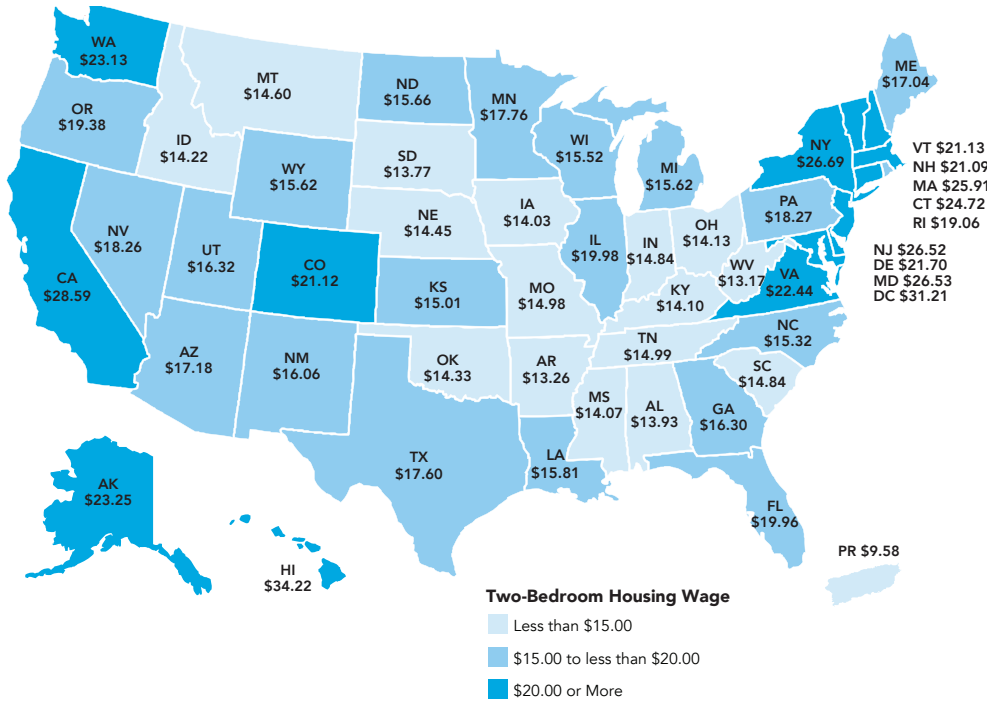 WA
$23.13
OR
$19.38
CA
$28.59
ID
$14.22
NV
$18.26
MT
$14.60
WY
$15.62
UT
$16.32
AZ
$17.18
CO
$21.12
NM
$16.06
ND
$15.66
SD
$13.77
NE
$14.45
KS
$15.01
OK
$14.33
TX
$17.60
MN
$17.76
IA
$14.03
MO
$14.98
AR
$13.26
LA
$15.81
WI
$15.52
IL
$19.98
MI
$15.62
IN
$14.84
OH
$14.13
KY
$14.10
WV
$13.17
TN
$14.99
MS
$14.07
AL
$13.93
GA
$16.30
FL
$19.96
SC
$14.84
NC
$15.32
VA
$22.44
PA
$18.27
NY
$26.69
ME
$17.04
VT $21.13
NH $21.09
MA $25.91
CT $24.72
RI $19.06
NJ $26.52
DE $21.70
MD $26.53
DC $31.21
AK
$23.25
HI
$34.22
PR $9.58
Two-Bedroom Housing Wage
Less than $15.00
$15.00 to less than $20.00
$20.00 or More